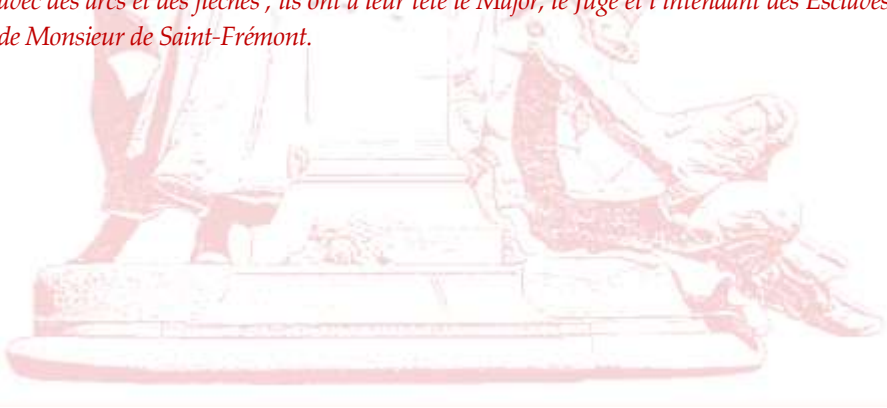 avec des arcs et des flèches ; ils ont à leur tête le Major, le Juge et l'Intendant des Esclaves
de Monsieur de Saint-Frémont.